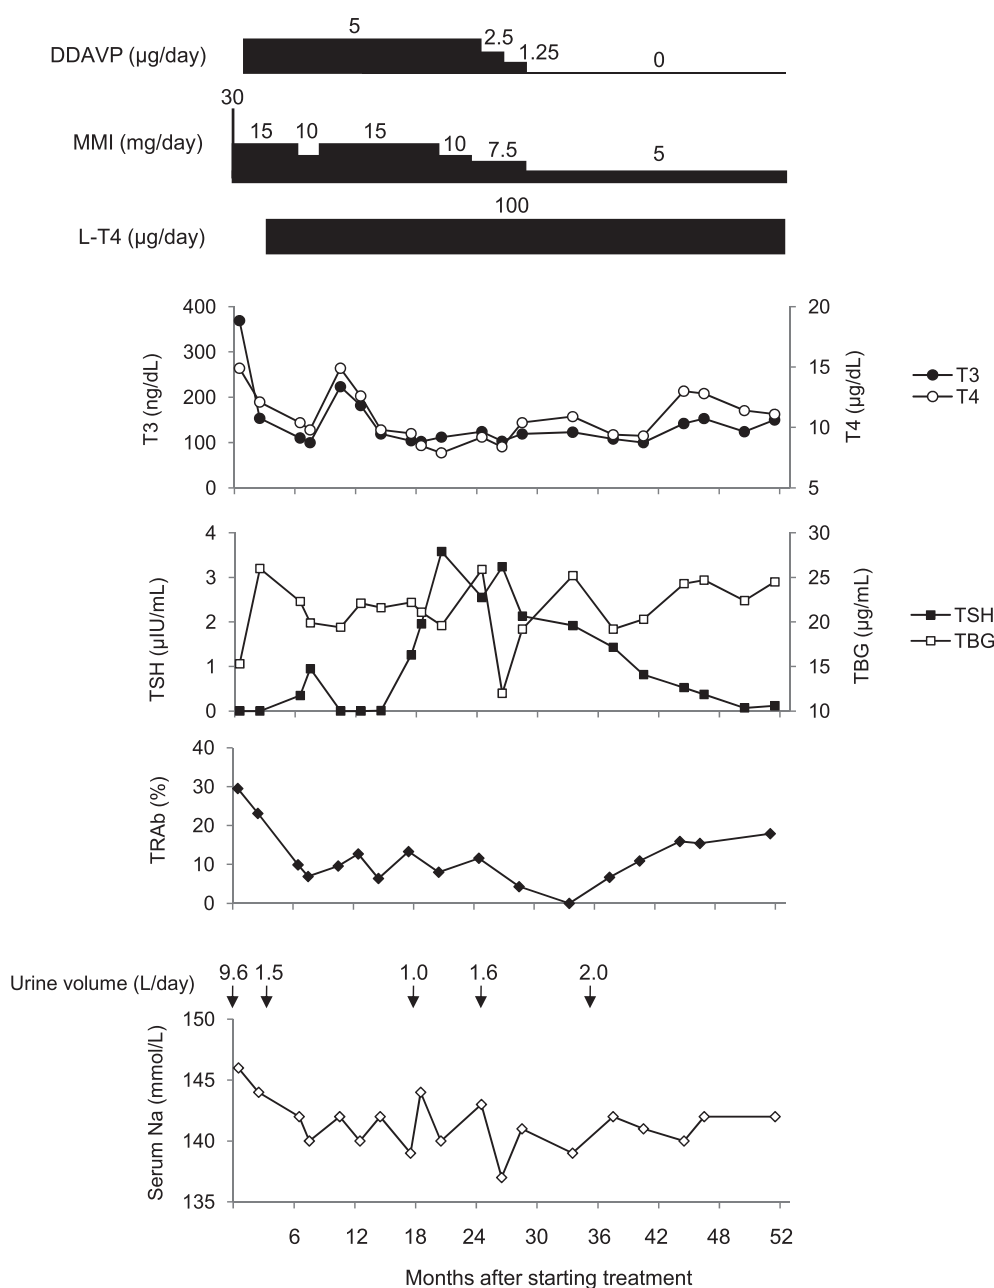 5
2.5
1.25
0
DDAVP (µg/day)
30
15
10
15
10
7.5
5
MMI (mg/day)
100
L-T4 (µg/day)
400
300
200
100
0
T3 (ng/dL)
20
15
10
5
T4 (µg/dL)
T3
T4
4
3
2
1
0
TSH (µIU/mL)
30
25
20
15
10
TBG (µg/mL)
TSH
TBG
40
30
20
10
0
TRAb (%)
Urine volume (L/day)
9.6
1.5
1.0
1.6
2.0
150
145
140
135
Serum Na (mmol/L)
6 12 18 24 30 36 42 48 52
Months after starting treatment